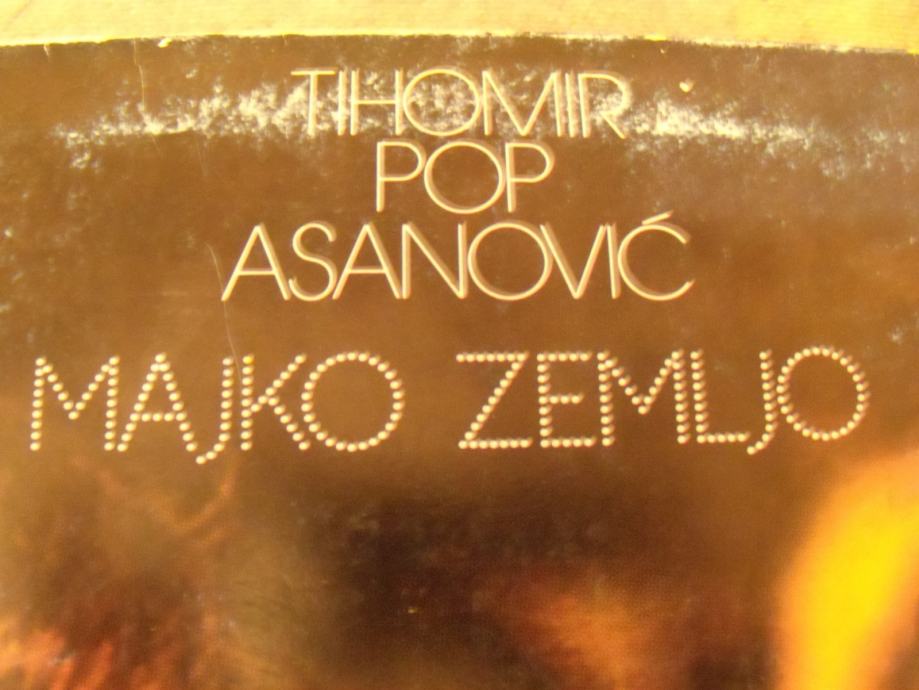 TIHOMIR
POP
ASANOVIĆ
MAJKO ZEMLJO